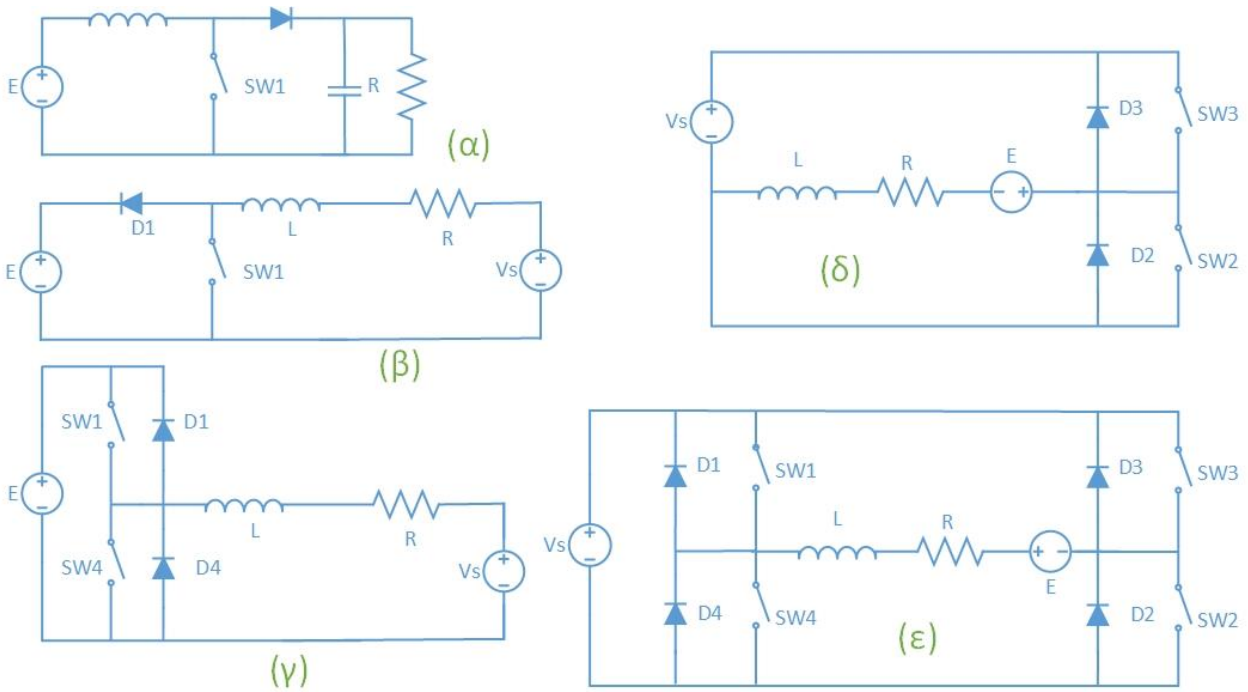 E
+
−
SW1
R
(α)
E
+
−
D1
SW1
L
R
Vs
+
−
(β)
E
+
−
SW1
D1
SW4
D4
L
R
Vs
+
−
(γ)
Vs
+
−
L
R
E
− +
D3
SW3
D2
SW2
(δ)
Vs
+
−
D1
SW1
D4
SW4
L
R
+ −
E
D3
SW3
D2
SW2
(ε)